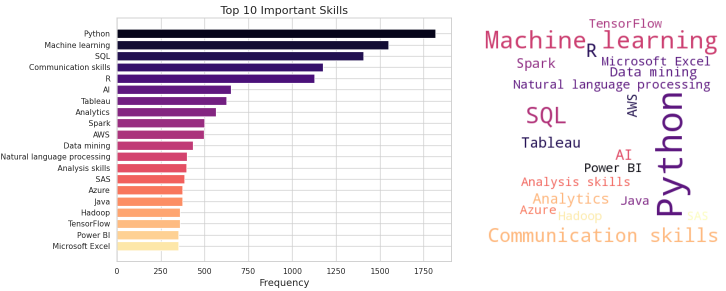 Top 10 Important Skills
Python
Machine learning
SQL
Communication skills
R
AI
Tableau
Analytics
Spark
AWS
Data mining
Natural language processing
Analysis skills
SAS
Azure
Java
Hadoop
TensorFlow
Power BI
Microsoft Excel
0 250 500 750 1000 1250 1500 1750
Frequency
TensorFlow
Machine learning
R
Spark
Microsoft Excel
Data mining
Natural language processing
AWS
SQL
Python
Tableau
AI
Power BI
Analysis skills
Analytics
Java
Azure
Hadoop
SAS
Communication skills